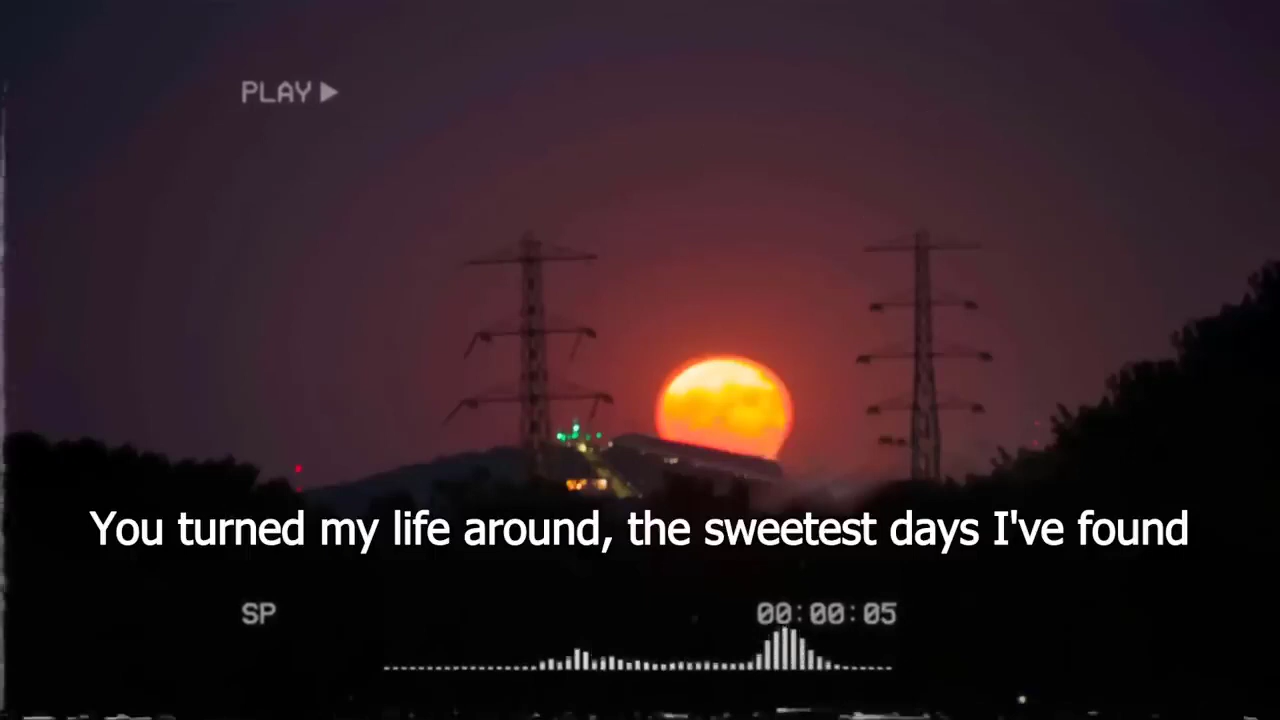 PLAY ▶
You turned my life around, the sweetest days I've found
SP
00:00:05